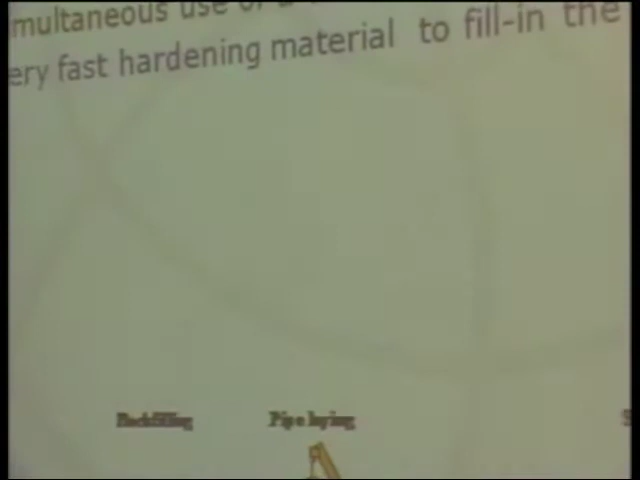 multaneous use of a
ery fast hardening material to fill-in the
Backfilling Pipe laying S